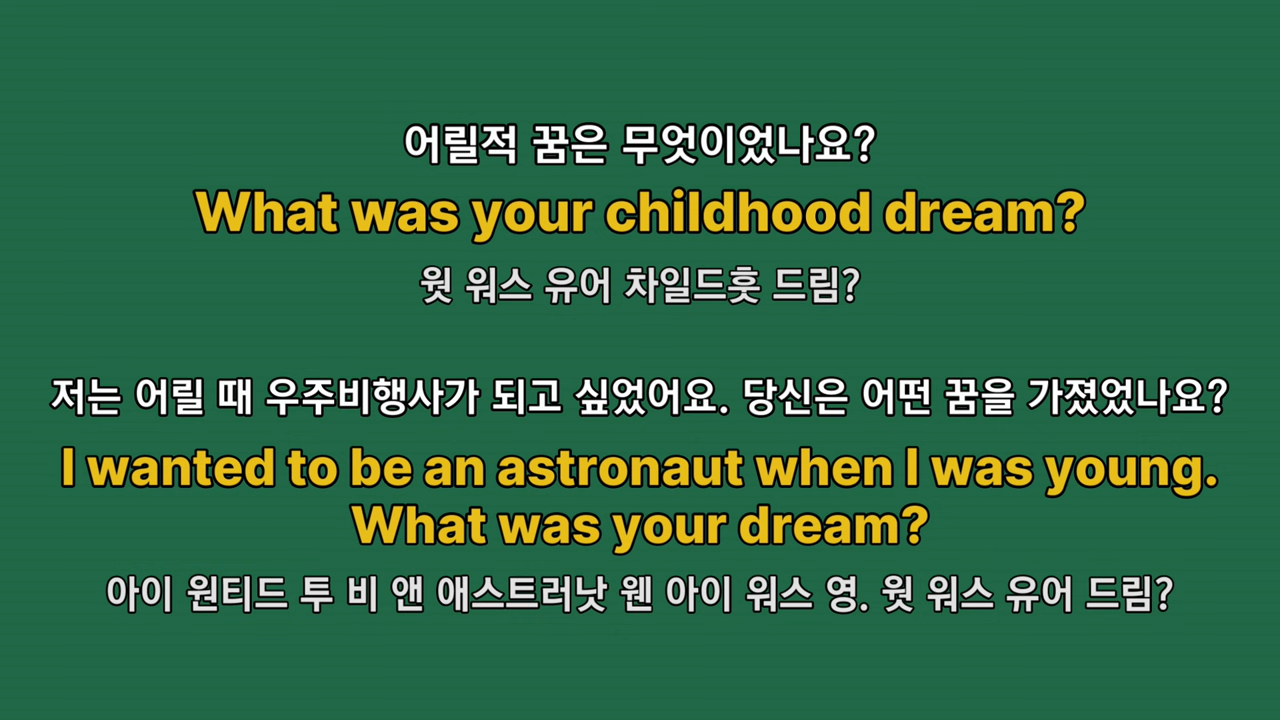 어릴적 꿈은 무엇이었나요?
What was your childhood dream?
웟 워스 유어 차일드훗 드림?
저는 어릴 때 우주비행사가 되고 싶었어요. 당신은 어떤 꿈을 가졌었나요?
I wanted to be an astronaut when I was young.
What was your dream?
아이 원티드 투 비 앤 애스트러낫 웬 아이 워스 영. 웟 워스 유어 드림?